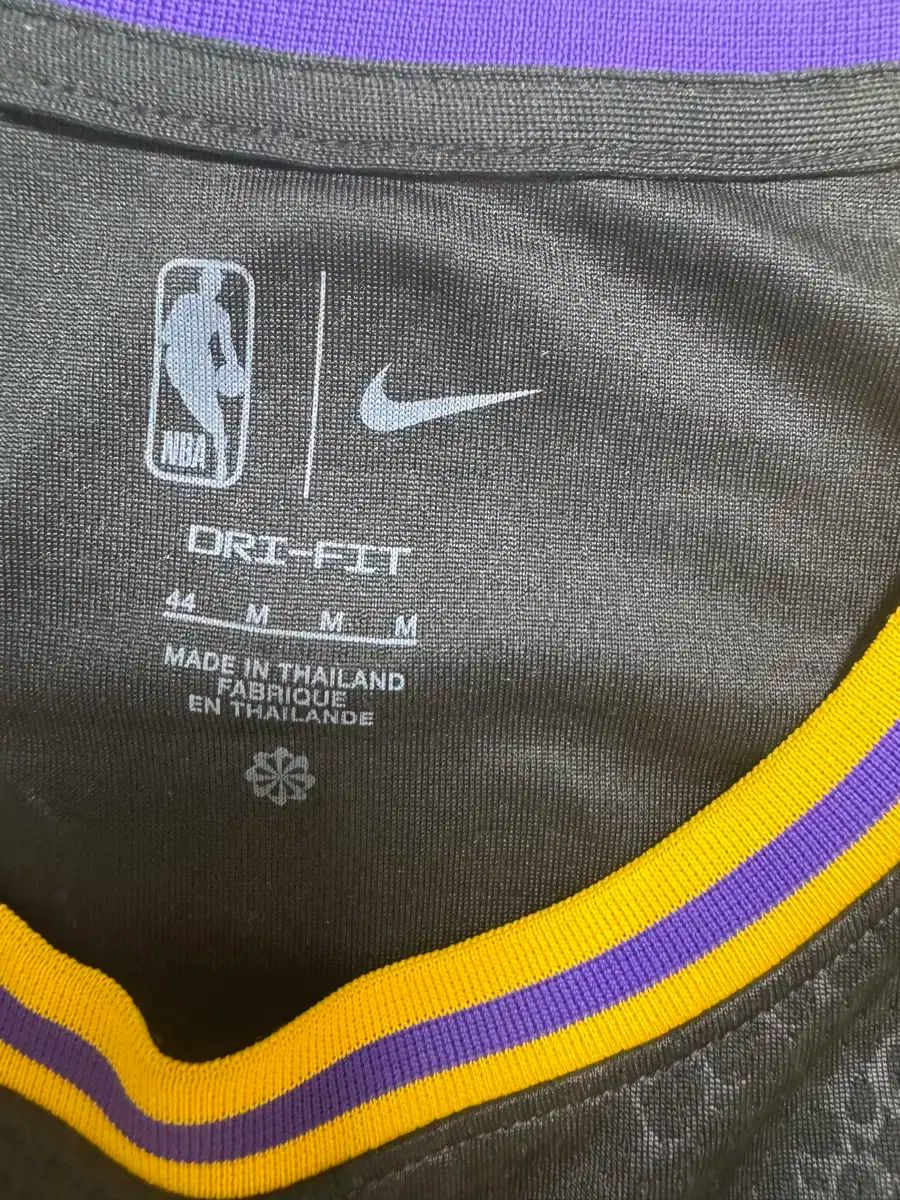 NBA
DRI-FIT
44 M M M
MADE IN THAILAND
FABRIQUE
EN THAILANDE